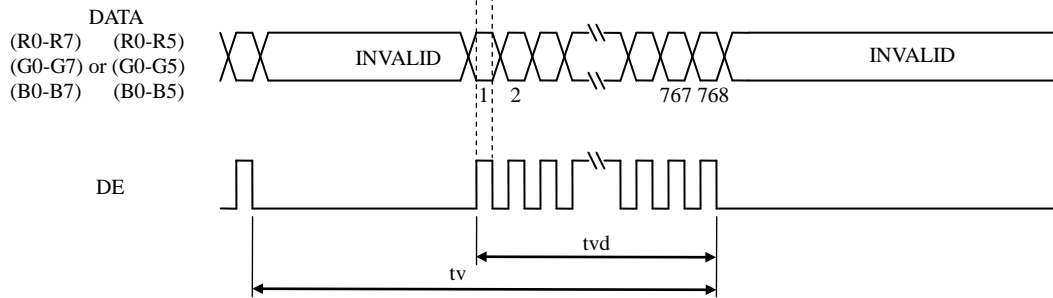 DATA
(R0-R7) (R0-R5)
(G0-G7) or (G0-G5)
(B0-B7) (B0-B5)
INVALID
INVALID
1 2 767 768
DE
tvd
tv